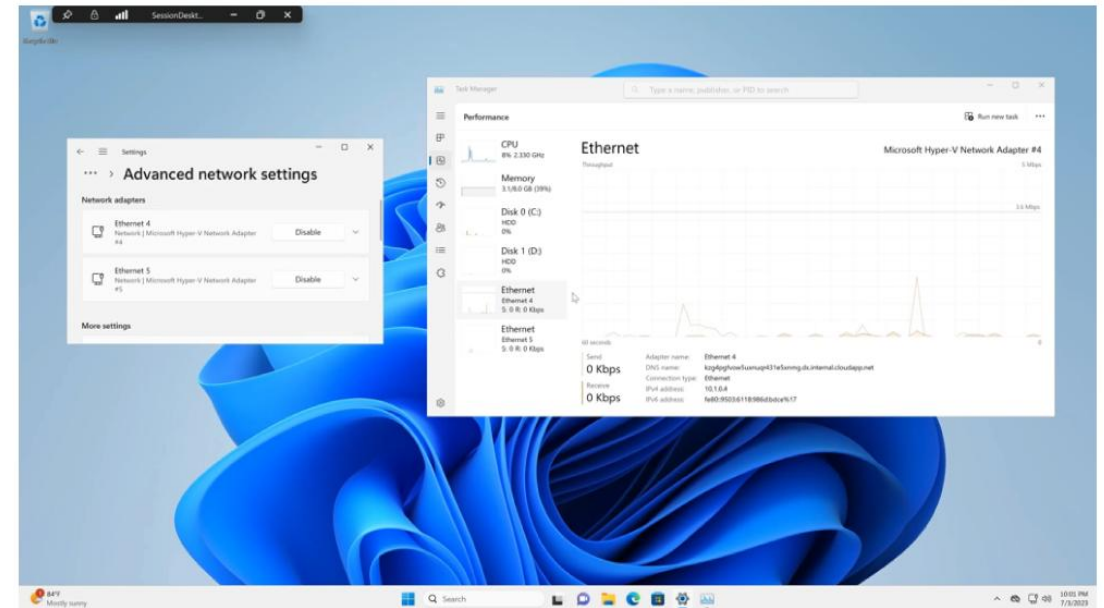 SessionDeskt...
Recycle Bin
Settings
Advanced network settings
Network adapters
Ethernet 4
Network | Microsoft Hyper-V Network Adapter
#4
Disable
Ethernet 5
Network | Microsoft Hyper-V Network Adapter
#5
Disable
More settings
Task Manager
Type a name, publisher, or PID to search
Performance
Run new task
CPU
8% 2.330 GHz
Memory
3.1/8.0 GB (39%)
Disk 0 (C:)
HDD
0%
Disk 1 (D:)
HDD
0%
Ethernet
Ethernet 4
S: 0 R: 0 Kbps
Ethernet
Ethernet 5
S: 0 R: 0 Kbps
Ethernet
Microsoft Hyper-V Network Adapter #4
Throughput
5 Mbps
3.6 Mbps
60 seconds
0
Send
0 Kbps
Receive
0 Kbps
Adapter name: Ethernet 4
DNS name:
Connection type: Ethernet
IPv4 address: 10.1.0.4
IPv6 address:
84°F
Mostly sunny
Search
10:01 PM
7/3/2023